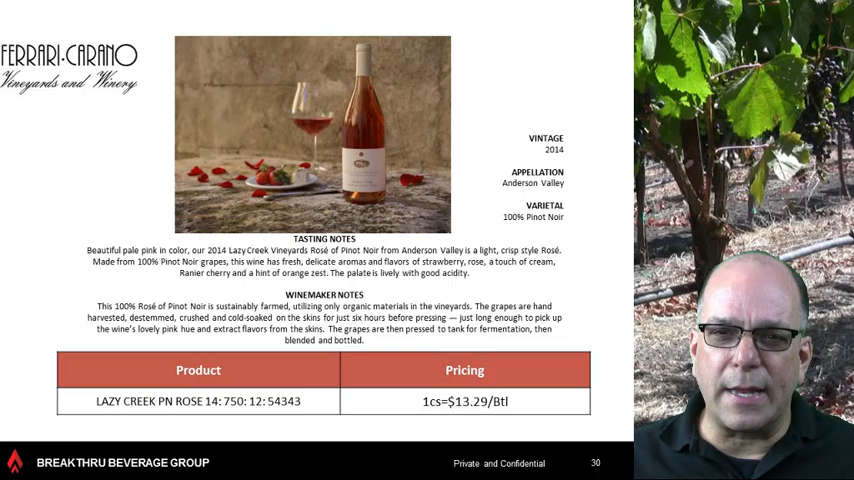 FERRARI·CARANO
Vineyards and Winery
VINTAGE
2014
APPELLATION
Anderson Valley
VARIETAL
100% Pinot Noir
TASTING NOTES
Beautiful pale pink in color, our 2014 Lazy Creek Vineyards Rosé of Pinot Noir from Anderson Valley is a light, crisp style Rosé.
Made from 100% Pinot Noir grapes, this wine has fresh, delicate aromas and flavors of strawberry, rose, a touch of cream,
Ranier cherry and a hint of orange zest. The palate is lively with good acidity.
WINEMAKER NOTES
This 100% Rosé of Pinot Noir is sustainably farmed, utilizing only organic materials in the vineyards. The grapes are hand
harvested, destemmed, crushed and cold-soaked on the skins for just six hours before pressing — just long enough to pick up
the wine's lovely pink hue and extract flavors from the skins. The grapes are then pressed to tank for fermentation, then
blended and bottled.
Product Pricing
LAZY CREEK PN ROSE 14: 750: 12: 54343 1cs=$13.29/Btl
BREAKTHRU BEVERAGE GROUP Private and Confidential 30